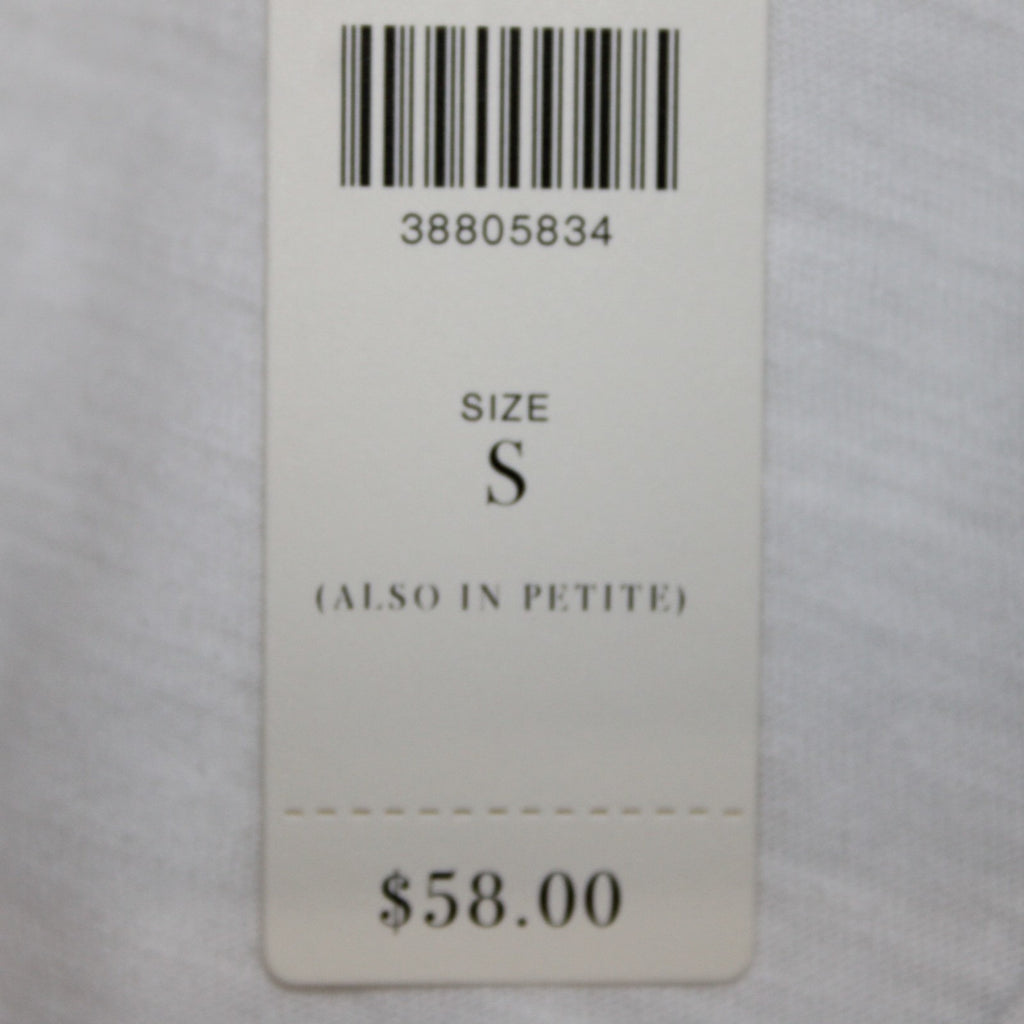 38805834
SIZE
S
(ALSO IN PETITE)
$58.00